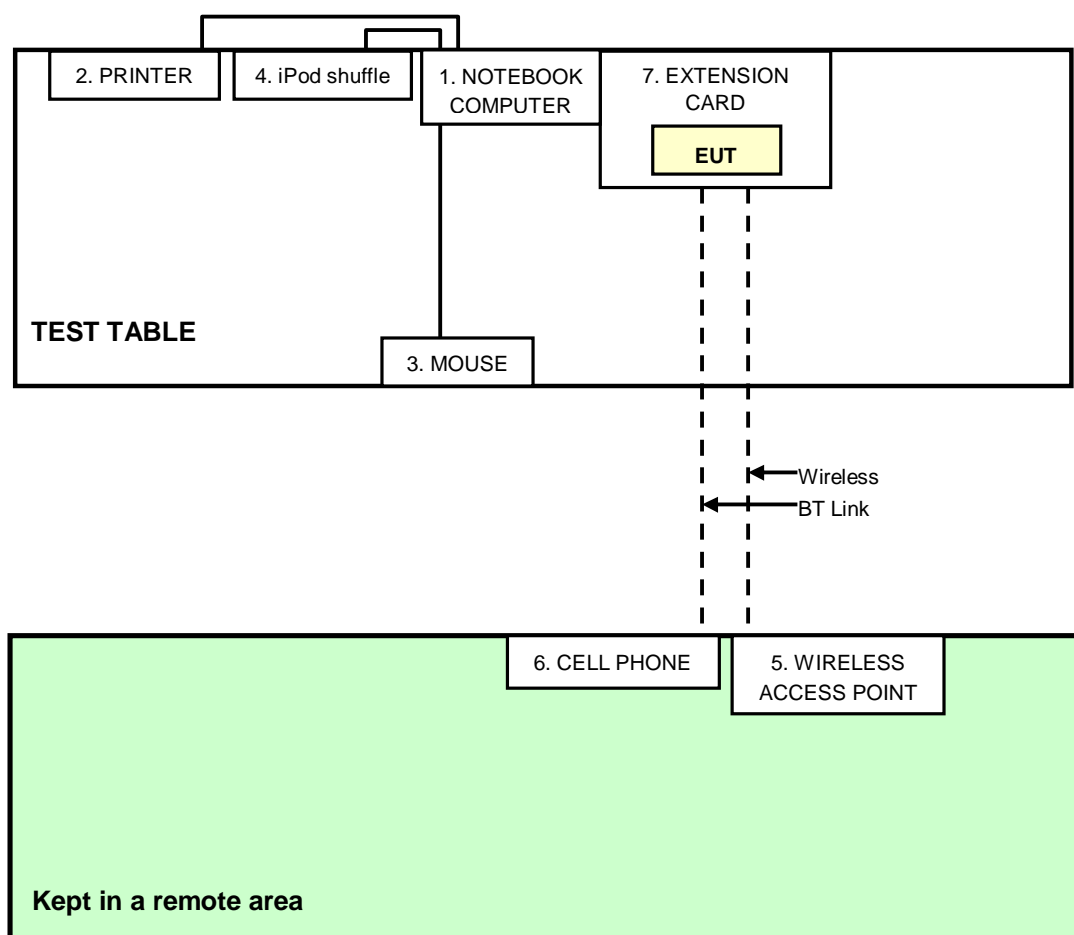 2. PRINTER
4. iPod shuffle
1. NOTEBOOK
COMPUTER
7. EXTENSION
CARD
EUT
TEST TABLE
3. MOUSE
Wireless
BT Link
6. CELL PHONE
5. WIRELESS
ACCESS POINT
Kept in a remote area